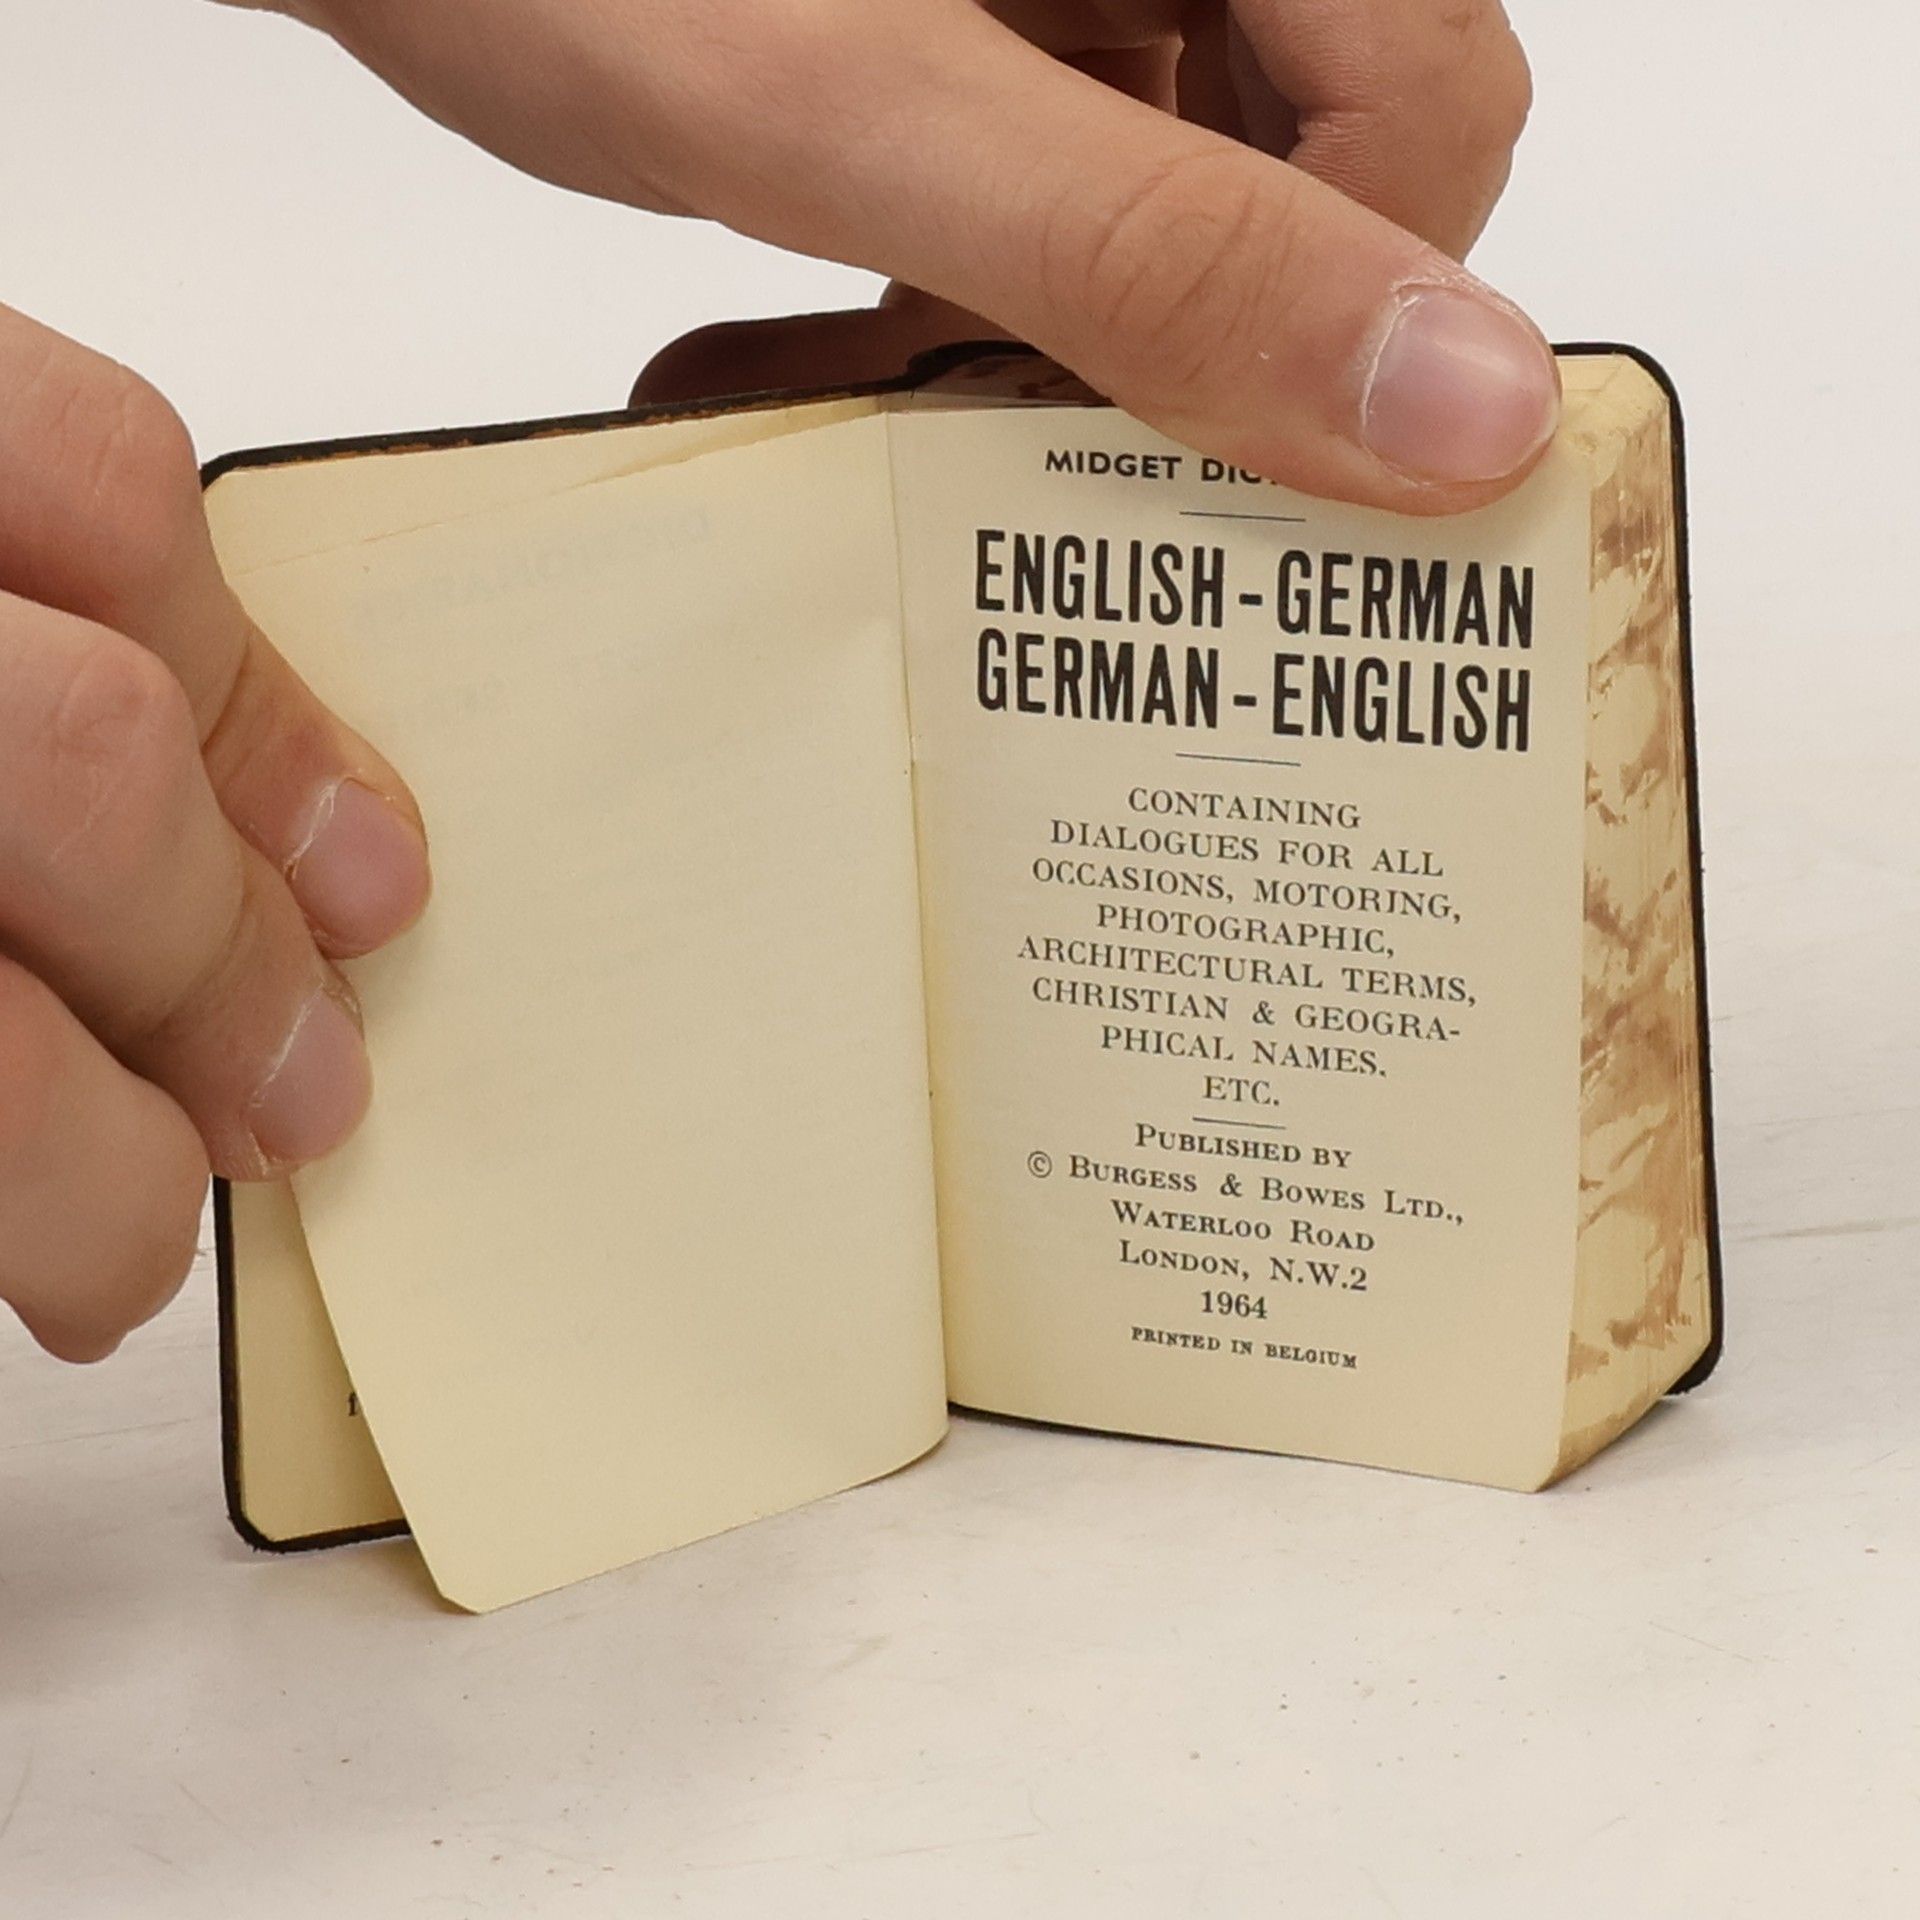 MIDGET
ENGLISH-GERMAN
GERMAN-ENGLISH
CONTAINING
DIALOGUES FOR ALL
OCCASIONS, MOTORING,
PHOTOGRAPHIC,
ARCHITECTURAL TERMS,
CHRISTIAN & GEOGRA-
PHICAL NAMES.
ETC.
PUBLISHED BY
© BURGESS & BOWES LTD.,
WATERLOO ROAD
LONDON, N.W.2
1964
PRINTED IN BELGIUM